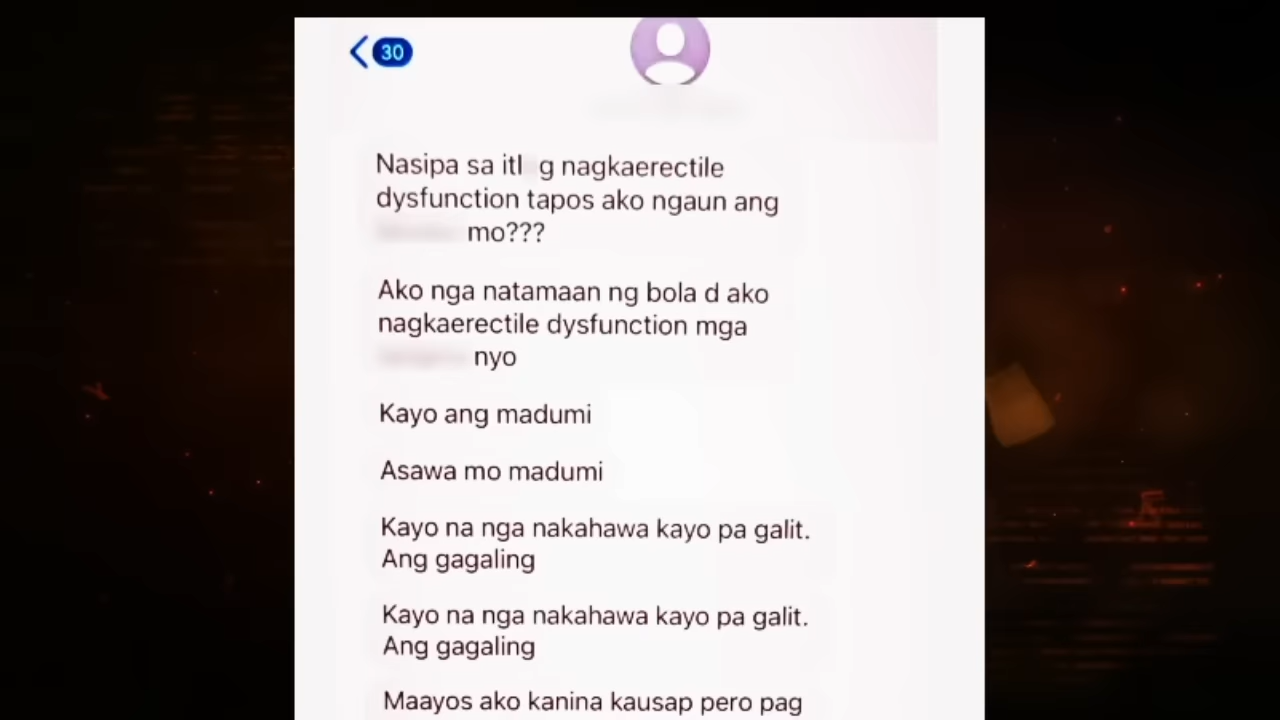 30
Nasipa sa itl g nagkaerectile
dysfunction tapos ako ngaun ang
mo???
Ako nga natamaan ng bola d ako
nagkaerectile dysfunction mga
nyo
Kayo ang madumi
Asawa mo madumi
Kayo na nga nakahawa kayo pa galit.
Ang gagaling
Kayo na nga nakahawa kayo pa galit.
Ang gagaling
Maayos ako kanina kausap pero pag